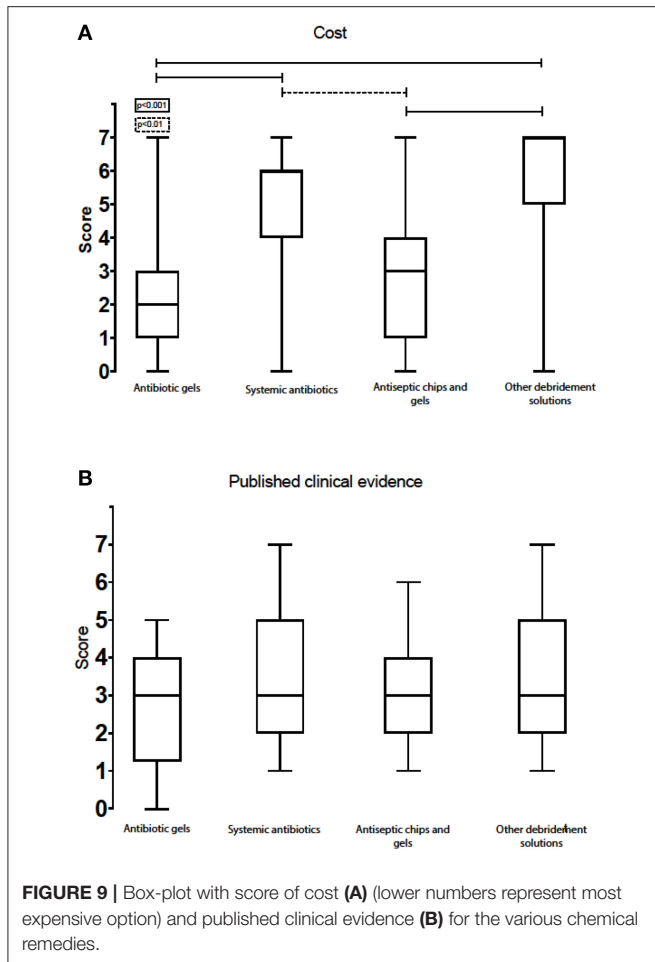 A
Cost
p<0.001
p<0.01
7
6
5
4
3
2
1
0
Score
Antibiotic gels
Systemic antibiotics
Antiseptic chips and
gels
Other debridement
solutions
B
Published clinical evidence
7
6
5
4
3
2
1
0
Score
Antibiotic gels
Systemic antibiotics
Antiseptic chips and
gels
Other debridement
solutions
FIGURE 9 | Box-plot with score of cost (A) (lower numbers represent most
expensive option) and published clinical evidence (B) for the various chemical
remedies.